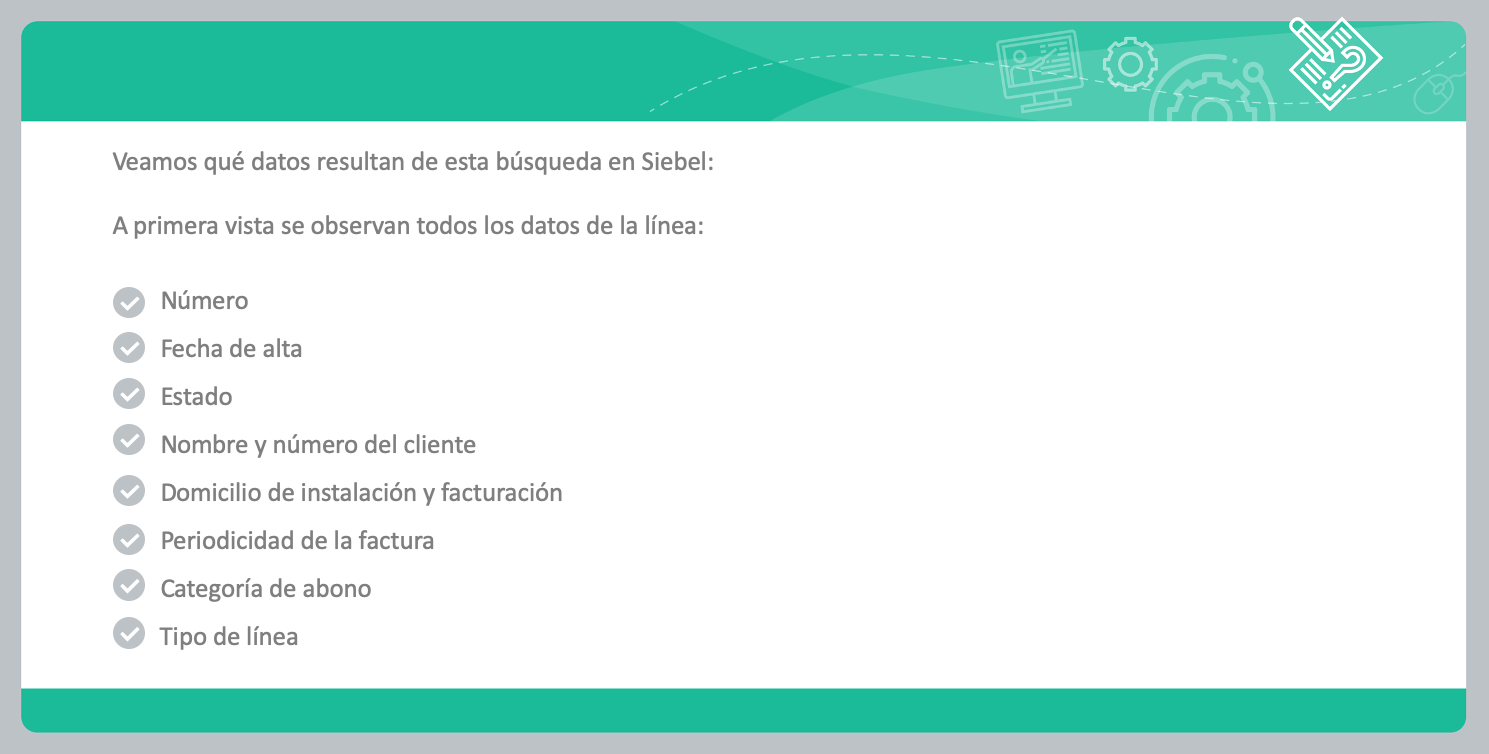 Veamos qué datos resultan de esta búsqueda en Siebel:
A primera vista se observan todos los datos de la línea:
Número
Fecha de alta
Estado
Nombre y número del cliente
Domicilio de instalación y facturación
Periodicidad de la factura
Categoría de abono
Tipo de línea